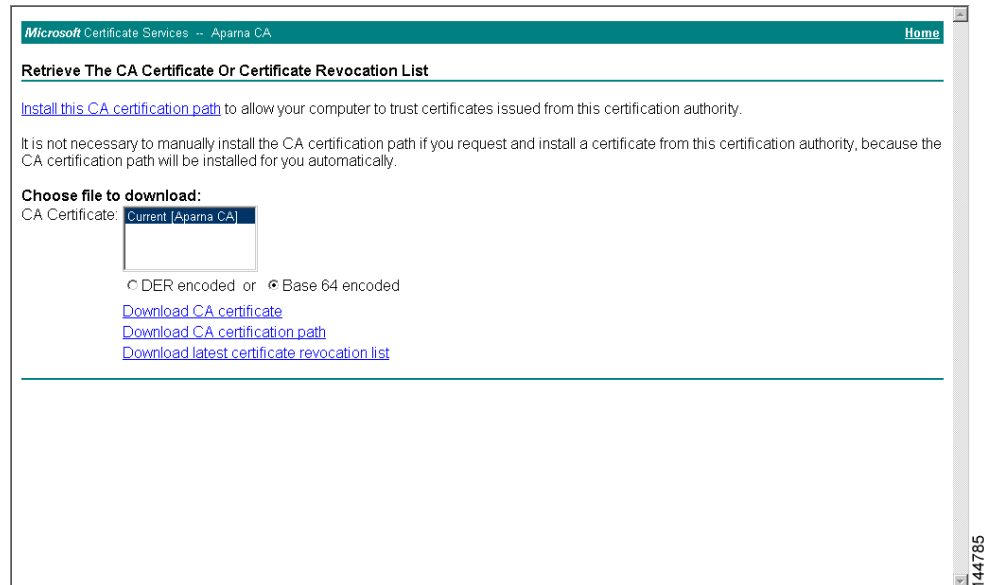 Microsoft Certificate Services -- Aparna CA Home
Retrieve The CA Certificate Or Certificate Revocation List
Install this CA certification path to allow your computer to trust certificates issued from this certification authority.
It is not necessary to manually install the CA certification path if you request and install a certificate from this certification authority, because the
CA certification path will be installed for you automatically.
Choose file to download:
CA Certificate: Current [Aparna CA]
DER encoded or Base 64 encoded
Download CA certificate
Download CA certification path
Download latest certificate revocation list
144785